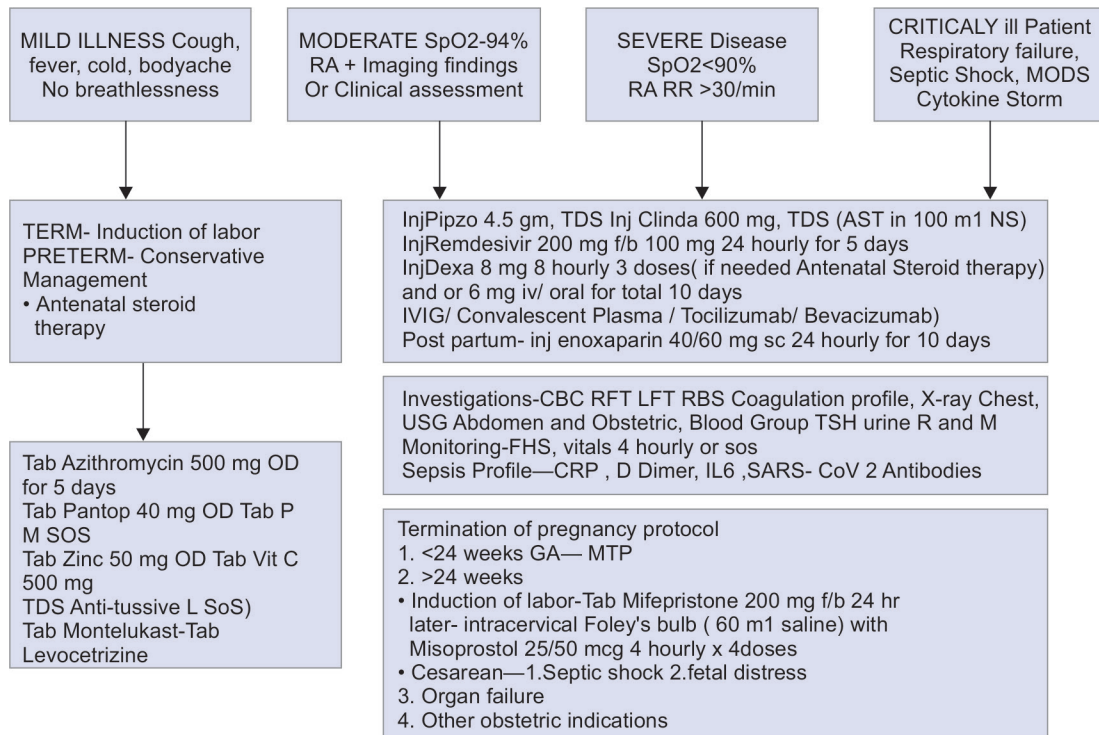 MILD ILLNESS Cough,
fever, cold, bodyache
No breathlessness
MODERATE SpO2-94%
RA + Imaging findings
Or Clinical assessment
SEVERE Disease
SpO2<90%
RA RR >30/min
CRITICALY ill Patient
Respiratory failure,
Septic Shock, MODS
Cytokine Storm
TERM- Induction of labor
PRETERM- Conservative
Management
• Antenatal steroid
therapy
Tab Azithromycin 500 mg OD
for 5 days
Tab Pantop 40 mg OD Tab P
M SOS
Tab Zinc 50 mg OD Tab Vit C
500 mg
TDS Anti-tussive L SoS)
Tab Montelukast-Tab
Levocetrizine
InjPipzo 4.5 gm, TDS Inj Clinda 600 mg, TDS (AST in 100 m1 NS)
InjRemdesivir 200 mg f/b 100 mg 24 hourly for 5 days
InjDexa 8 mg 8 hourly 3 doses( if needed Antenatal Steroid therapy)
and or 6 mg iv/ oral for total 10 days
IVIG/ Convalescent Plasma / Tocilizumab/ Bevacizumab)
Post partum- inj enoxaparin 40/60 mg sc 24 hourly for 10 days
Investigations-CBC RFT LFT RBS Coagulation profile, X-ray Chest,
USG Abdomen and Obstetric, Blood Group TSH urine R and M
Monitoring-FHS, vitals 4 hourly or sos
Sepsis Profile—CRP , D Dimer, IL6 ,SARS- CoV 2 Antibodies
Termination of pregnancy protocol
1. <24 weeks GA— MTP
2. >24 weeks
• Induction of labor-Tab Mifepristone 200 mg f/b 24 hr
later- intracervical Foley's bulb ( 60 m1 saline) with
Misoprostol 25/50 mcg 4 hourly x 4doses
• Cesarean—1.Septic shock 2.fetal distress
3. Organ failure
4. Other obstetric indications